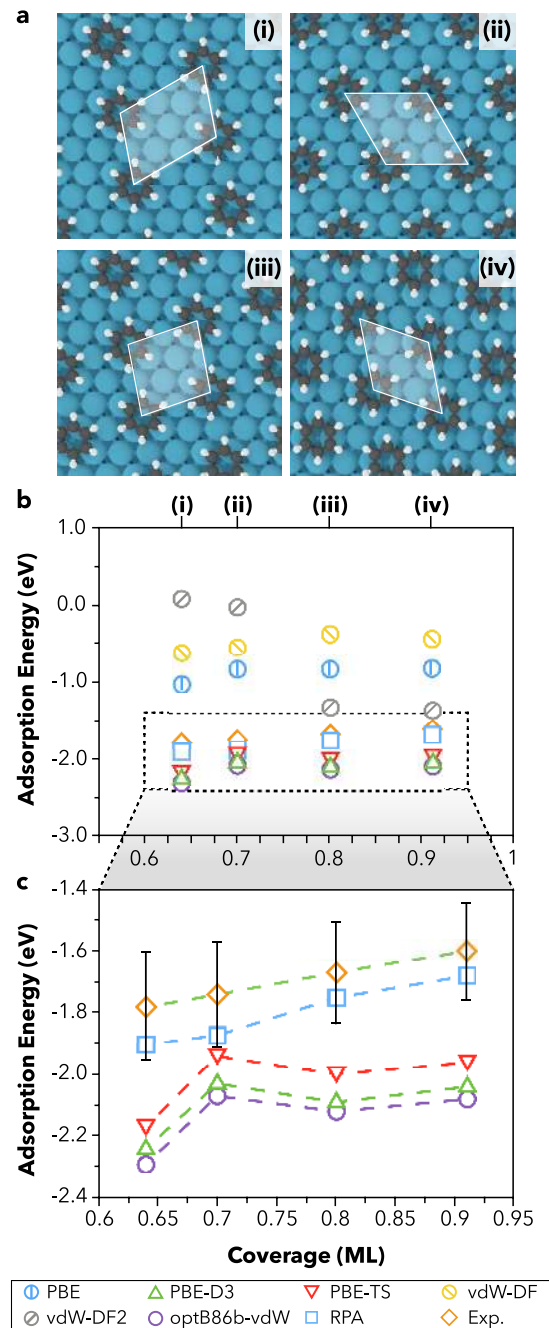 a
(i)
(ii)
(iii)
(iv)
b
(i)
(ii)
(iii)
(iv)
1.0
0.0
-1.0
-2.0
-3.0
Adsorption Energy (eV)
0.6
0.7
0.8
0.9
1
c
-1.4
-1.6
-1.8
-2.0
-2.2
-2.4
Adsorption Energy (eV)
0.6
0.65
0.7
0.75
0.8
0.85
0.9
0.95
Coverage (ML)
PBE
PBE-D3
PBE-TS
vdW-DF
vdW-DF2
optB86b-vdW
RPA
Exp.